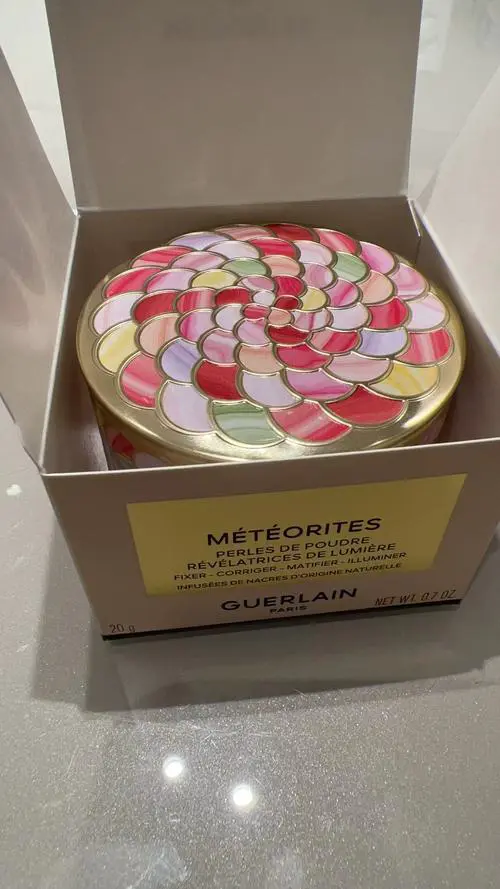 MÉTÉORITES
PERLES DE POUDRE
RÉVÉLATRICES DE LUMIÈRE
FIXER - CORRIGER - MATIFIER - ILLUMINER
INFUSÉES DE NACRES D'ORIGINE NATURELLE
GUERLAIN
PARIS
20 g
NET WT. 0.7 OZ.